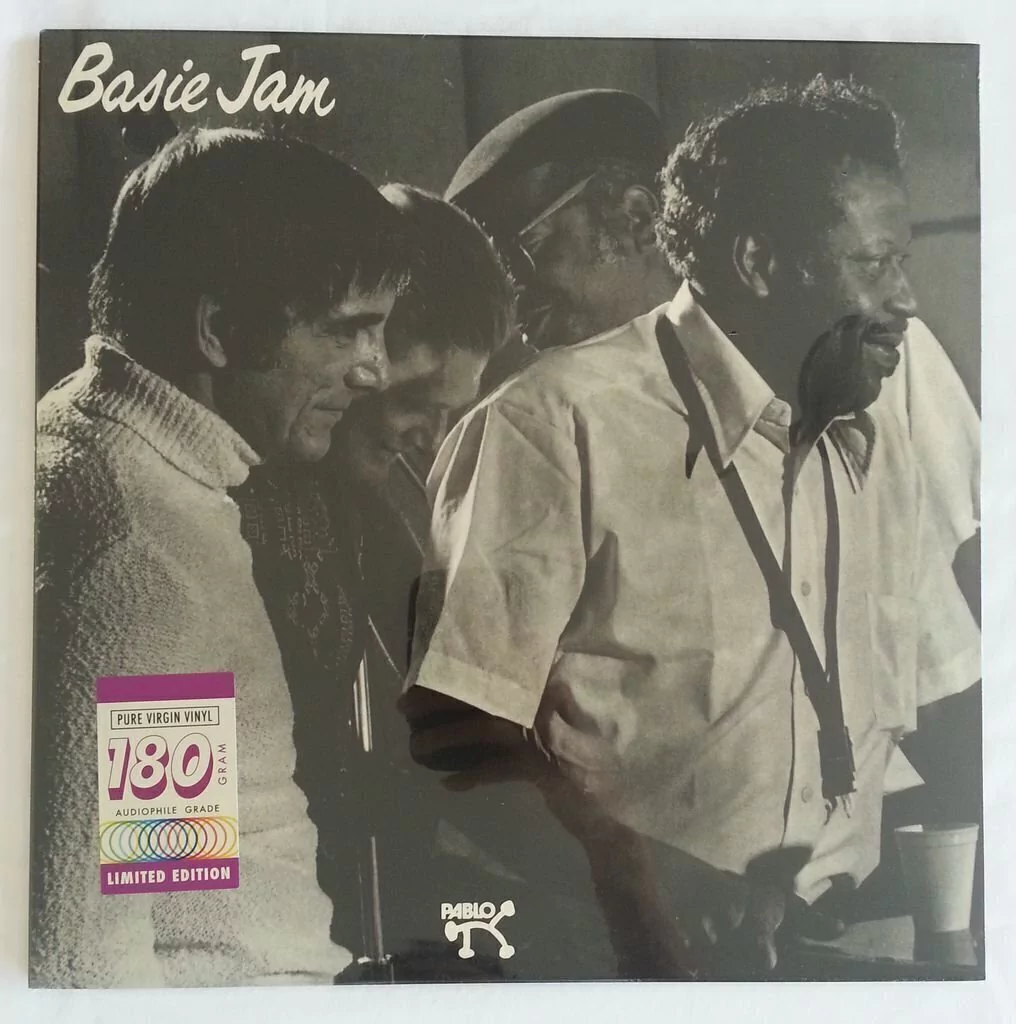 Basie Jam
PURE VIRGIN VINYL
180
GRAM
AUDIOPHILE GRADE
LIMITED EDITION
PABLO